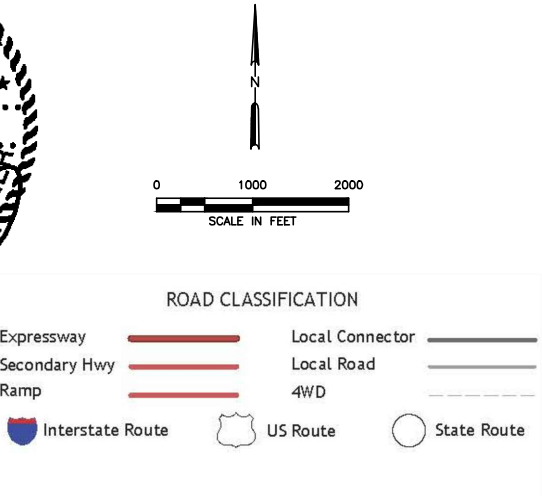 N
0 1000 2000
SCALE IN FEET
ROAD CLASSIFICATION
Expressway Local Connector
Secondary Hwy Local Road
Ramp 4WD
Interstate Route US Route State Route